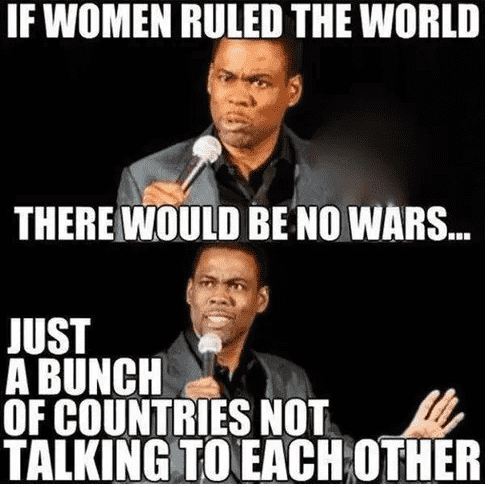 IF WOMEN RULED THE WORLD
THERE WOULD BE NO WARS...
JUST
A BUNCH
OF COUNTRIES NOT
TALKING TO EACH OTHER